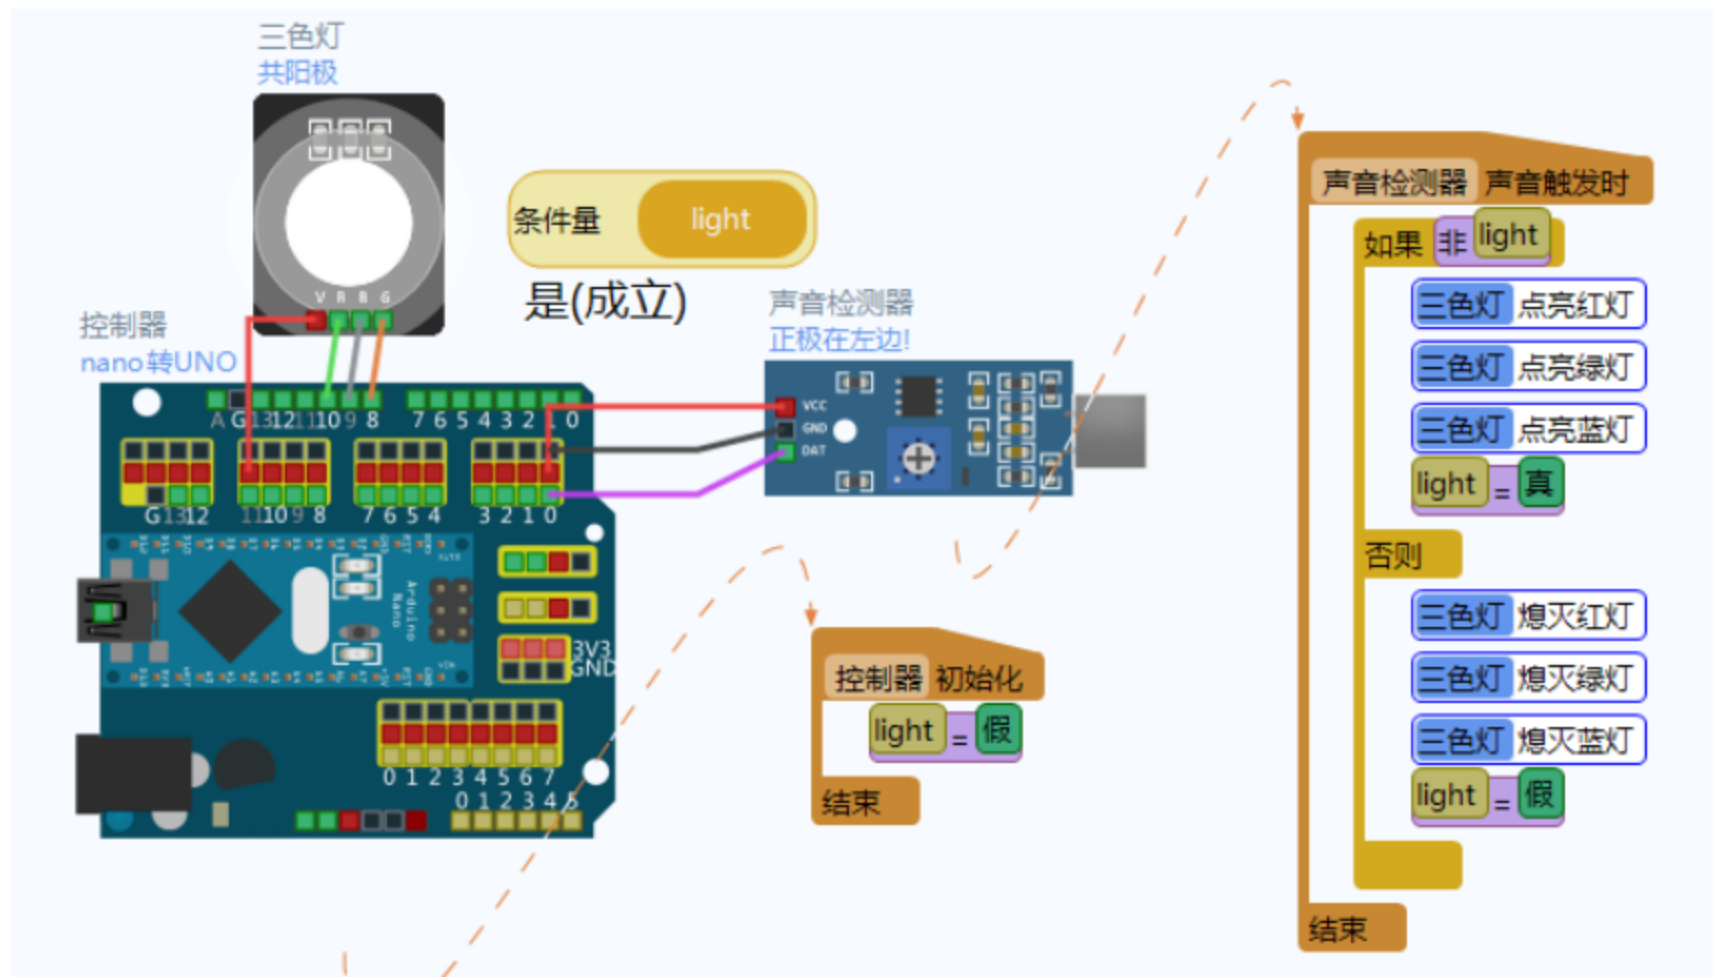 三色灯
共阳极
V R B G
条件量 light
是(成立)
控制器
nano转UNO
声音检测器
正极在左边!
VCC
GND
DAT
A G 13 12 11 10 9 8 7 6 5 4 3 2 1 0
G 13 12 11 10 9 8 7 6 5 4 3 2 1 0
Arduino
Nano
3V3
GND
0 1 2 3 4 5 6 7
0 1 2 3 4 5
控制器 初始化
light = 假
结束
声音检测器 声音触发时
如果 非 light
三色灯 点亮红灯
三色灯 点亮绿灯
三色灯 点亮蓝灯
light = 真
否则
三色灯 熄灭红灯
三色灯 熄灭绿灯
三色灯 熄灭蓝灯
light = 假
结束